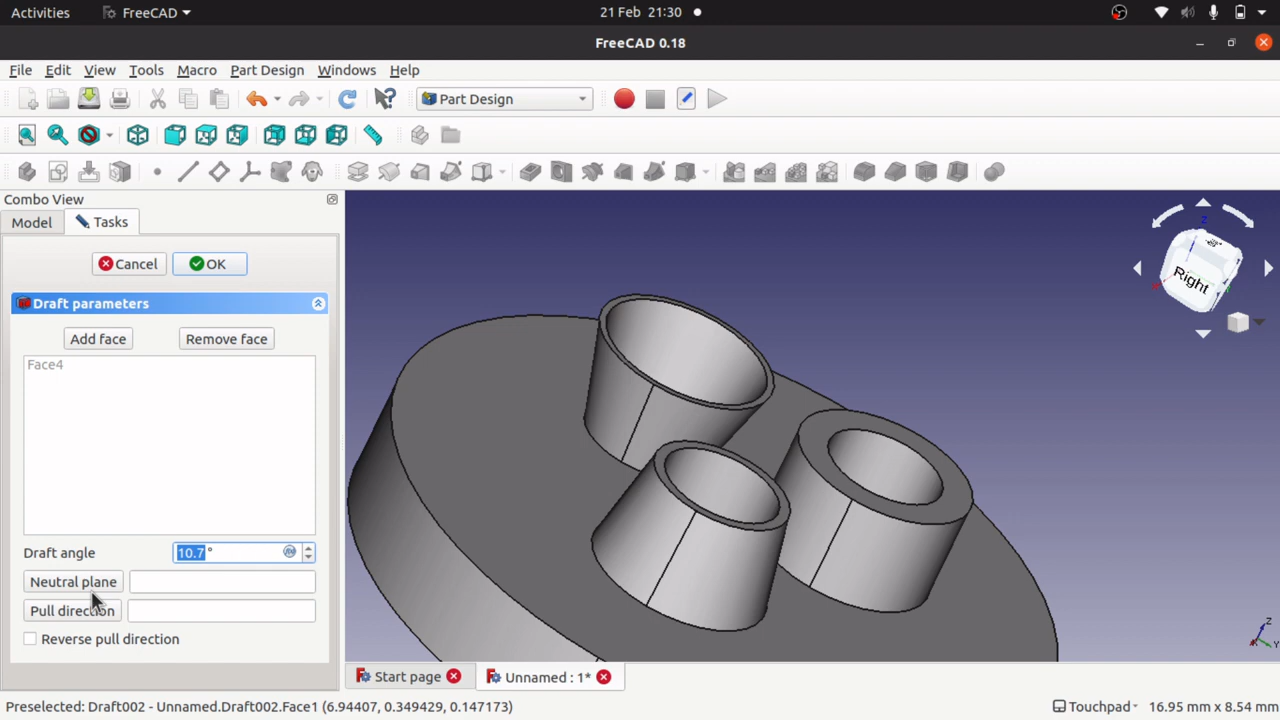 Activities
FreeCAD
21 Feb 21:30
FreeCAD 0.18
File Edit View Tools Macro Part Design Windows Help
Part Design
Combo View
Model
Tasks
Cancel
OK
Draft parameters
Add face
Remove face
Face4
Draft angle
10.7 °
Neutral plane
Pull direction
Reverse pull direction
Right
Z
Z
Y
Start page
Unnamed : 1*
Preselected: Draft002 - Unnamed.Draft002.Face1 (6.94407, 0.349429, 0.147173)
Touchpad
16.95 mm x 8.54 mm